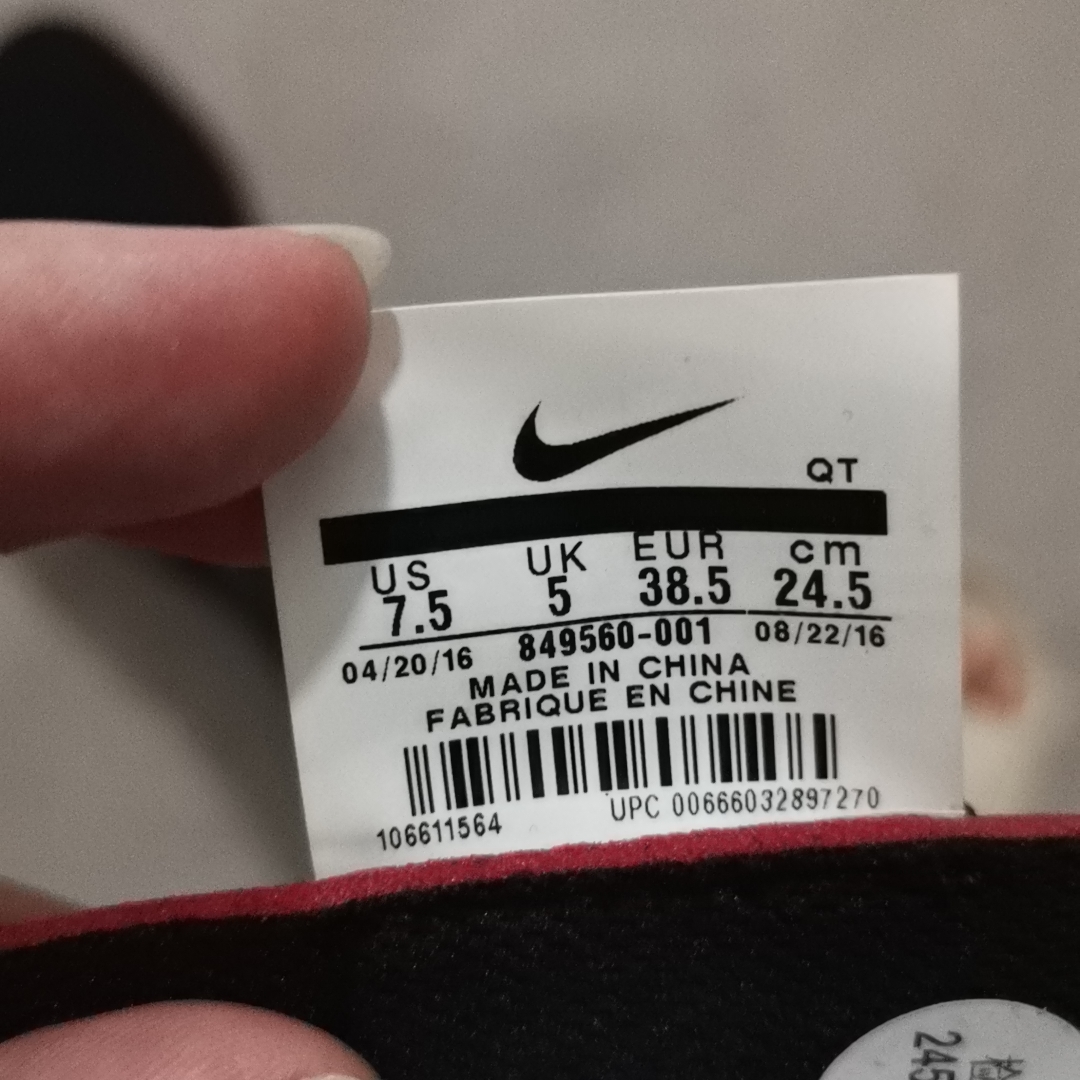 QT
US UK EUR cm
7.5 5 38.5 24.5
04/20/16 849560-001 08/22/16
MADE IN CHINA
FABRIQUE EN CHINE
106611564 UPC 00666032897270
245